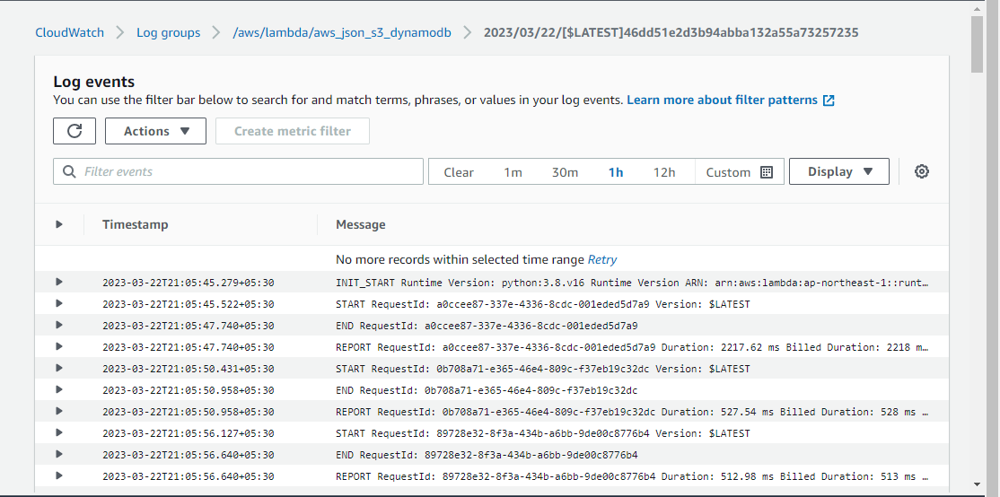 CloudWatch > Log groups > /aws/lambda/aws_json_s3_dynamodb > 2023/03/22/[$LATEST]46dd51e2d3b94abba132a55a73257235
Log events
You can use the filter bar below to search for and match terms, phrases, or values in your log events. Learn more about filter patterns
Actions Create metric filter
Filter events Clear 1m 30m 1h 12h Custom Display
Timestamp Message
No more records within selected time range Retry
2023-03-22T21:05:45.279+05:30 INIT_START Runtime Version: python:3.8.v16 Runtime Version ARN: arn:aws:lambda:ap-northeast-1::runt…
2023-03-22T21:05:45.522+05:30 START RequestId: a0ccee87-337e-4336-8cdc-001eded5d7a9 Version: $LATEST
2023-03-22T21:05:47.740+05:30 END RequestId: a0ccee87-337e-4336-8cdc-001eded5d7a9
2023-03-22T21:05:47.740+05:30 REPORT RequestId: a0ccee87-337e-4336-8cdc-001eded5d7a9 Duration: 2217.62 ms Billed Duration: 2218 m…
2023-03-22T21:05:50.431+05:30 START RequestId: 0b708a71-e365-46e4-809c-f37eb19c32dc Version: $LATEST
2023-03-22T21:05:50.958+05:30 END RequestId: 0b708a71-e365-46e4-809c-f37eb19c32dc
2023-03-22T21:05:50.958+05:30 REPORT RequestId: 0b708a71-e365-46e4-809c-f37eb19c32dc Duration: 527.54 ms Billed Duration: 528 ms …
2023-03-22T21:05:56.127+05:30 START RequestId: 89728e32-8f3a-434b-a6bb-9de00c8776b4 Version: $LATEST
2023-03-22T21:05:56.640+05:30 END RequestId: 89728e32-8f3a-434b-a6bb-9de00c8776b4
2023-03-22T21:05:56.640+05:30 REPORT RequestId: 89728e32-8f3a-434b-a6bb-9de00c8776b4 Duration: 512.98 ms Billed Duration: 513 ms …